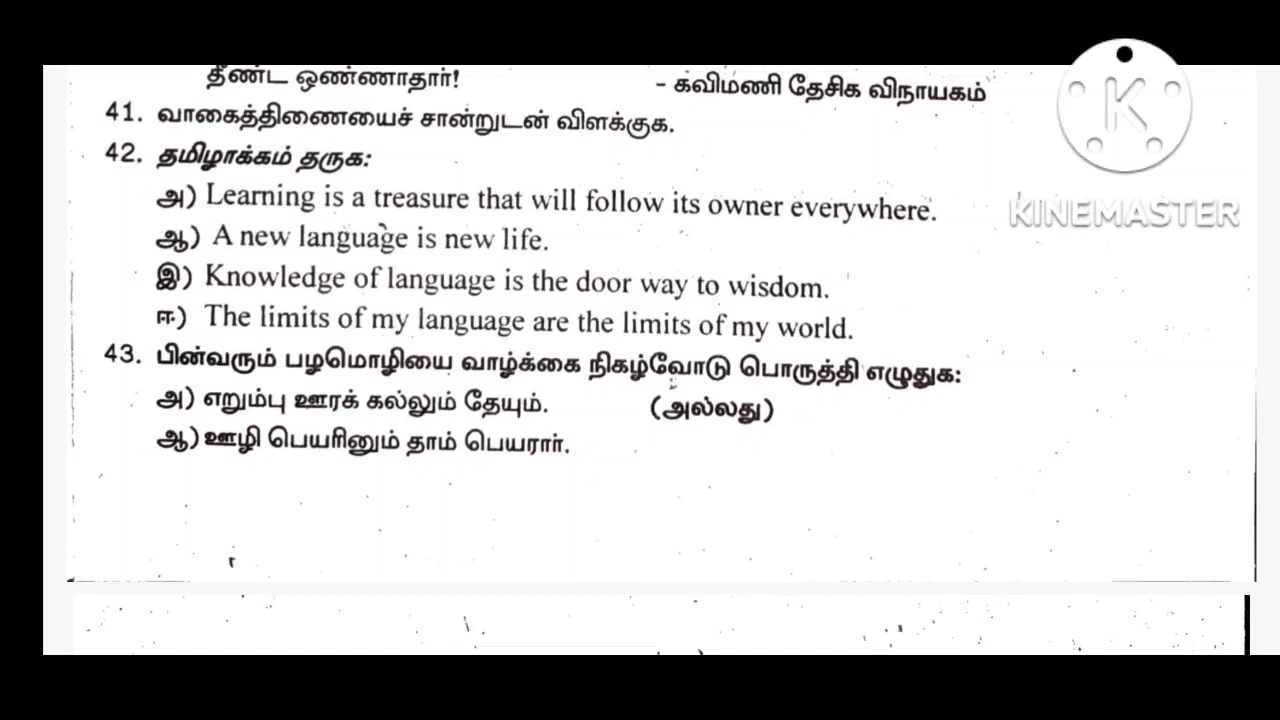 தீண்ட ஒண்ணாதார்! - கவிமணி தேசிக விநாயகம்
41. வாகைத்திணையைச் சான்றுடன் விளக்குக.
42. தமிழாக்கம் தருக:
அ) Learning is a treasure that will follow its owner everywhere.
ஆ) A new language is new life.
இ) Knowledge of language is the door way to wisdom.
ஈ) The limits of my language are the limits of my world.
43. பின்வரும் பழமொழியை வாழ்க்கை நிகழ்வோடு பொருத்தி எழுதுக:
அ) எறும்பு ஊரக் கல்லும் தேயும். (அல்லது)
ஆ) ஊழி பெயரினும் தாம் பெயரார்.
K
KINEMASTER